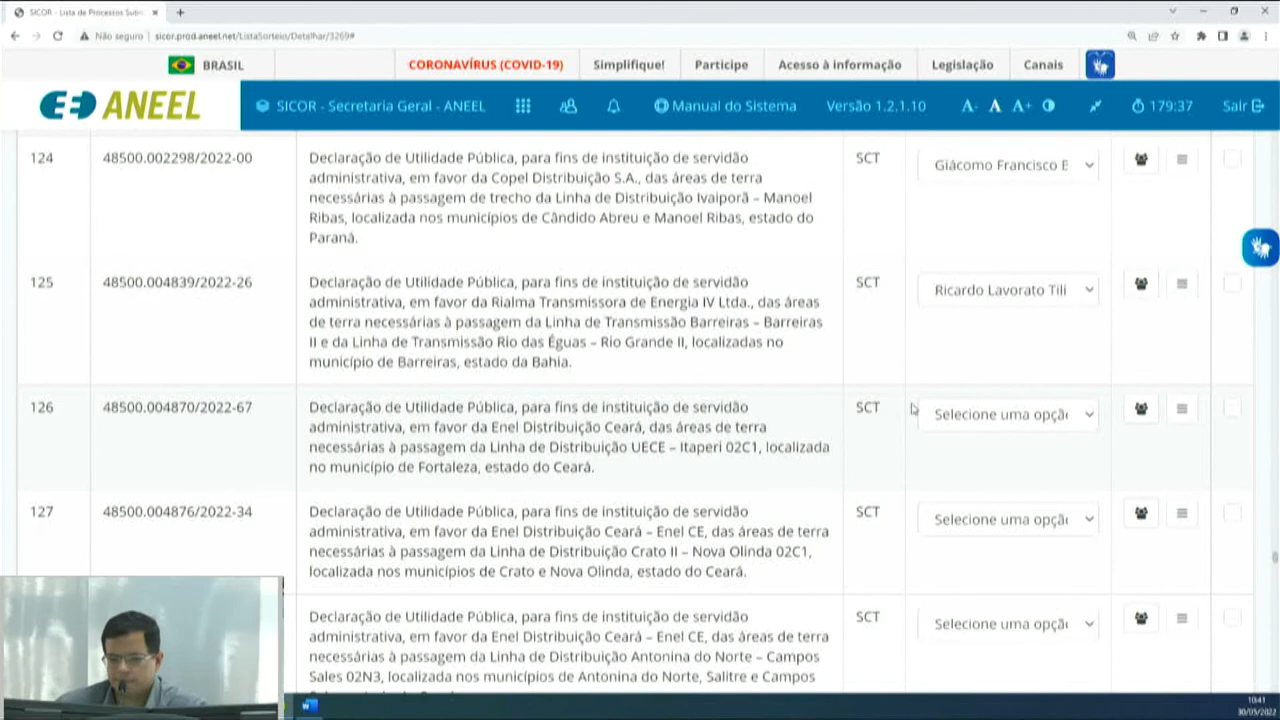 SICOR - Lista de Processos Sub
Não seguro | sicor.prod.aneel.net/ListaSorteio/Detalhar/3269#
BRASIL
CORONAVÍRUS (COVID-19)
Simplifique!
Participe
Acesso à informação
Legislação
Canais
ANEEL
SICOR - Secretaria Geral - ANEEL
Manual do Sistema
Versão 1.2.1.10
A-
A
A+
179:37
Sair
124
48500.002298/2022-00
Declaração de Utilidade Pública, para fins de instituição de servidão
administrativa, em favor da Copel Distribuição S.A., das áreas de terra
necessárias à passagem de trecho da Linha de Distribuição Ivaiporã – Manoel
Ribas, localizada nos municípios de Cândido Abreu e Manoel Ribas, estado do
Paraná.
SCT
Giácomo Francisco B
125
48500.004839/2022-26
Declaração de Utilidade Pública, para fins de instituição de servidão
administrativa, em favor da Rialma Transmissora de Energia IV Ltda., das áreas
de terra necessárias à passagem da Linha de Transmissão Barreiras – Barreiras
II e da Linha de Transmissão Rio das Éguas – Rio Grande II, localizadas no
município de Barreiras, estado da Bahia.
SCT
Ricardo Lavorato Tili
126
48500.004870/2022-67
Declaração de Utilidade Pública, para fins de instituição de servidão
administrativa, em favor da Enel Distribuição Ceará, das áreas de terra
necessárias à passagem da Linha de Distribuição UECE – Itaperi 02C1, localizada
no município de Fortaleza, estado do Ceará.
SCT
Selecione uma opçã
127
48500.004876/2022-34
Declaração de Utilidade Pública, para fins de instituição de servidão
administrativa, em favor da Enel Distribuição Ceará – Enel CE, das áreas de terra
necessárias à passagem da Linha de Distribuição Crato II – Nova Olinda 02C1,
localizada nos municípios de Crato e Nova Olinda, estado do Ceará.
SCT
Selecione uma opçã
Declaração de Utilidade Pública, para fins de instituição de servidão
administrativa, em favor da Enel Distribuição Ceará – Enel CE, das áreas de terra
necessárias à passagem da Linha de Distribuição Antonina do Norte – Campos
Sales 02N3, localizada nos municípios de Antonina do Norte, Salitre e Campos
SCT
Selecione uma opçã
10:41
30/05/2022